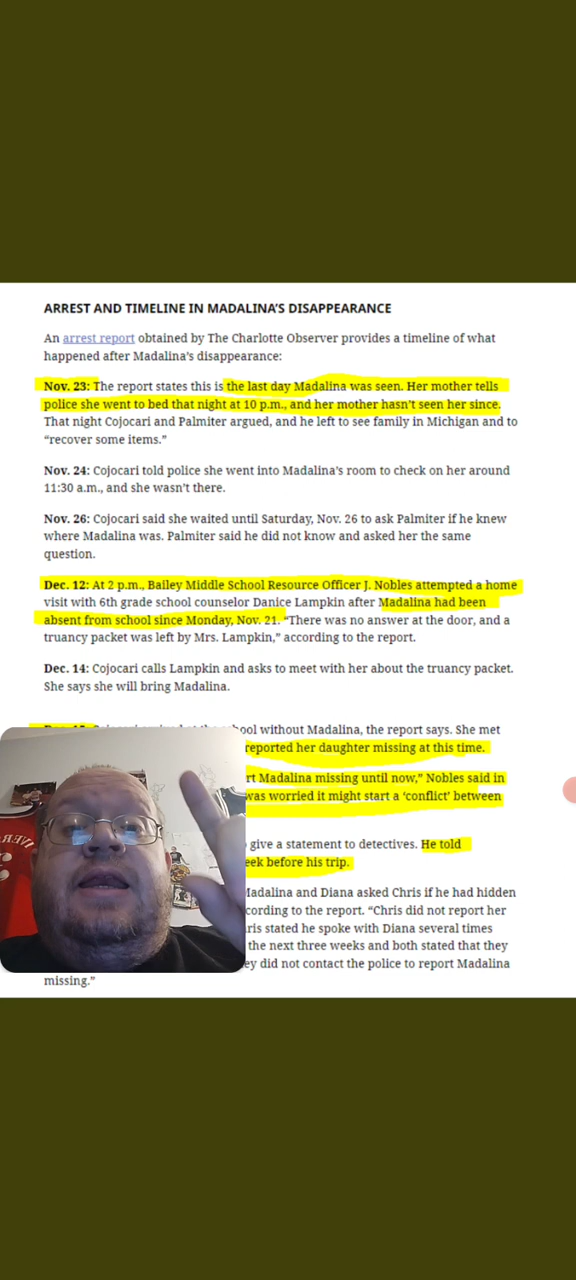 ARREST AND TIMELINE IN MADALINA'S DISAPPEARANCE
An arrest report obtained by The Charlotte Observer provides a timeline of what
happened after Madalina's disappearance:
Nov. 23: The report states this is the last day Madalina was seen. Her mother tells
police she went to bed that night at 10 p.m., and her mother hasn't seen her since.
That night Cojocari and Palmiter argued, and he left to see family in Michigan and to
"recover some items."
Nov. 24: Cojocari told police she went into Madalina's room to check on her around
11:30 a.m., and she wasn't there.
Nov. 26: Cojocari said she waited until Saturday, Nov. 26 to ask Palmiter if he knew
where Madalina was. Palmiter said he did not know and asked her the same
question.
Dec. 12: At 2 p.m., Bailey Middle School Resource Officer J. Nobles attempted a home
visit with 6th grade school counselor Danice Lampkin after Madalina had been
absent from school since Monday, Nov. 21. "There was no answer at the door, and a
truancy packet was left by Mrs. Lampkin," according to the report.
Dec. 14: Cojocari calls Lampkin and asks to meet with her about the truancy packet.
She says she will bring Madalina.
without Madalina, the report says. She met
reported her daughter missing at this time.
Madalina missing until now," Nobles said in
was worried it might start a 'conflict' between
give a statement to detectives. He told
before his trip.
Madalina and Diana asked Chris if he had hidden
to the report. "Chris did not report her
stated he spoke with Diana several times
the next three weeks and both stated that they
did not contact the police to report Madalina
missing."